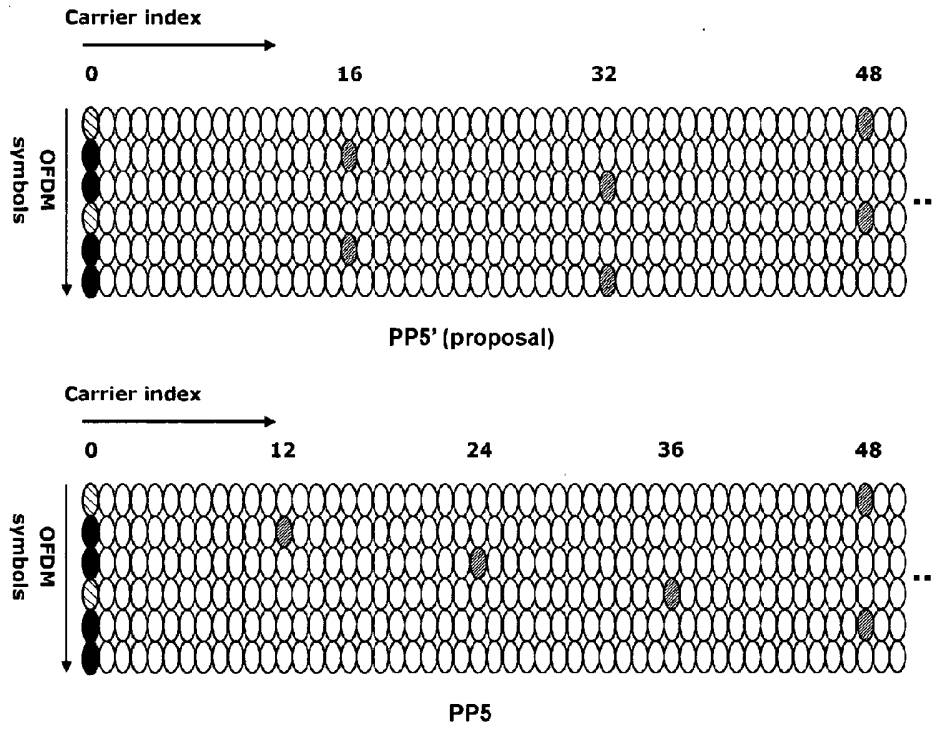 Carrier index
0 16 32 48
OFDM
symbols
..
PP5' (proposal)
Carrier index
0 12 24 36 48
OFDM
symbols
..
PP5